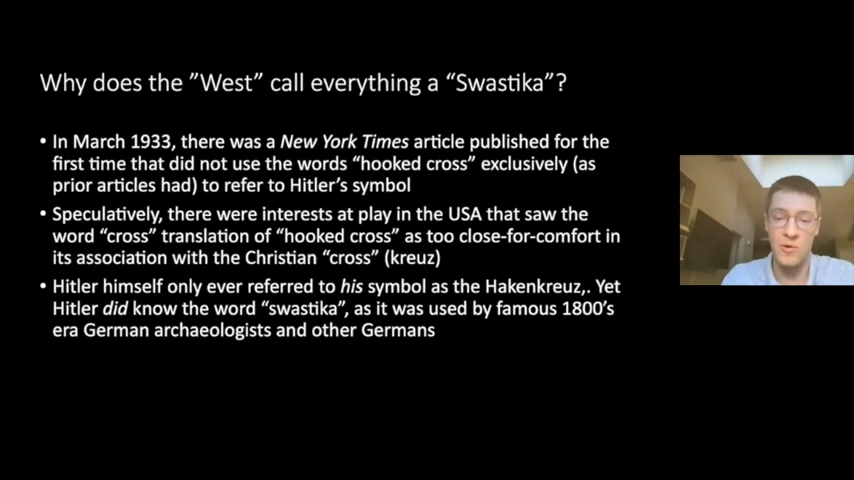 Why does the ”West” call everything a “Swastika”?
• In March 1933, there was a New York Times article published for the
first time that did not use the words “hooked cross” exclusively (as
prior articles had) to refer to Hitler’s symbol
• Speculatively, there were interests at play in the USA that saw the
word “cross” translation of “hooked cross” as too close-for-comfort in
its association with the Christian “cross” (kreuz)
• Hitler himself only ever referred to his symbol as the Hakenkreuz,. Yet
Hitler did know the word “swastika”, as it was used by famous 1800’s
era German archaeologists and other Germans